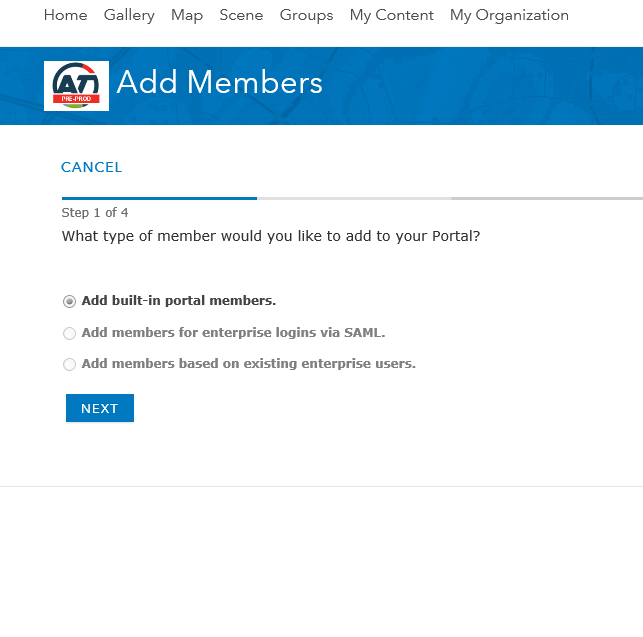 Home Gallery Map Scene Groups My Content My Organization
ATI
PRE-PROD
Add Members
CANCEL
Step 1 of 4
What type of member would you like to add to your Portal?
Add built-in portal members.
Add members for enterprise logins via SAML.
Add members based on existing enterprise users.
NEXT